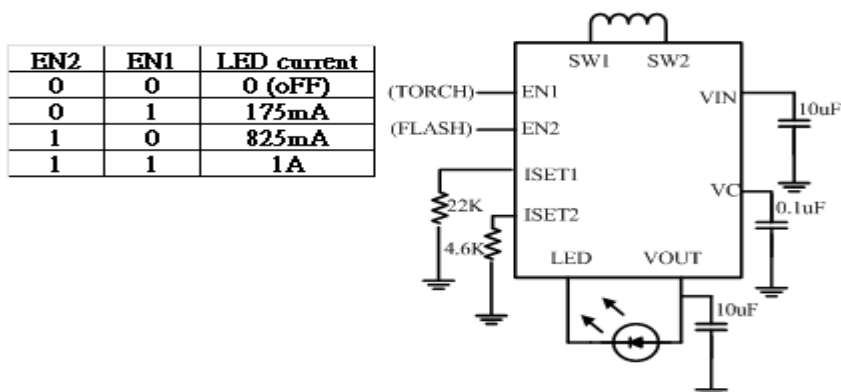 EN2 EN1 LED current
0 0 0 (oFF)
0 1 175mA
1 0 825mA
1 1 1A
SW1 SW2
(TORCH) EN1
VIN
10uF
(FLASH) EN2
ISET1
VC
22K
ISET2
0.1uF
4.6K
LED VOUT
10uF